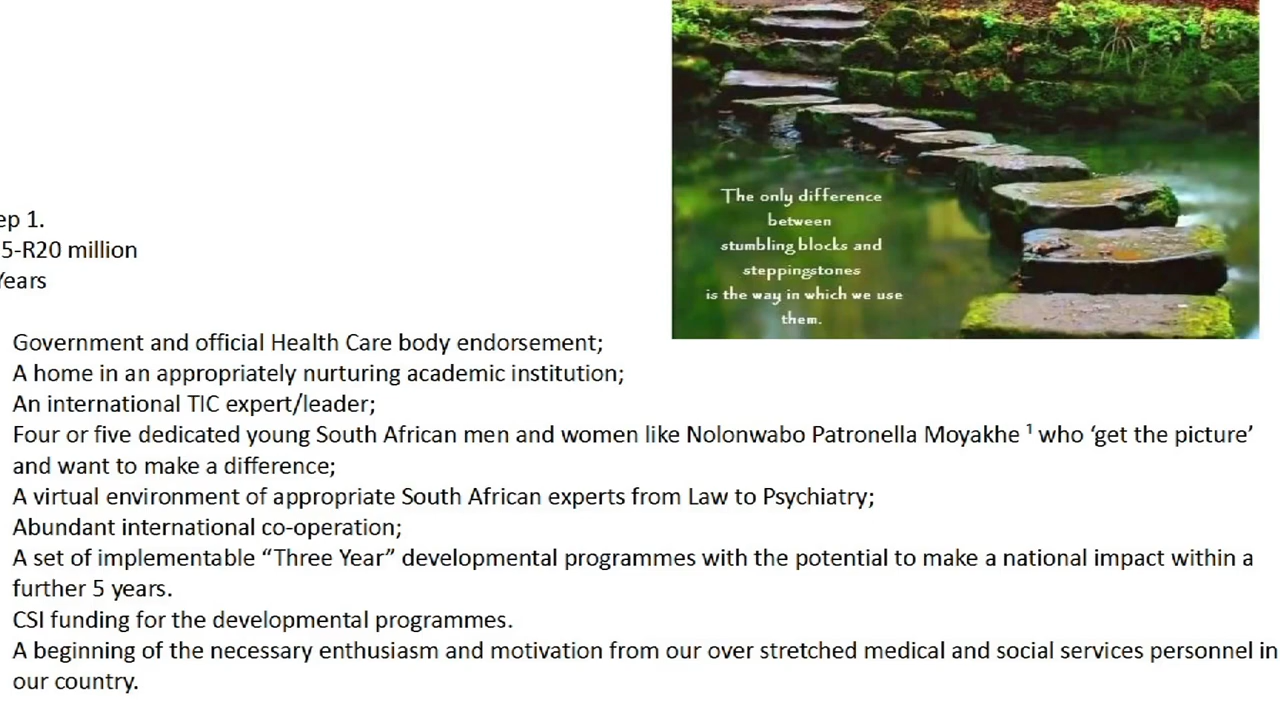 The only difference
between
stumbling blocks and
steppingstones
is the way in which we use
them.
ep 1.
5-R20 million
Years
Government and official Health Care body endorsement;
A home in an appropriately nurturing academic institution;
An international TIC expert/leader;
Four or five dedicated young South African men and women like Nolonwabo Patronella Moyakhe ¹ who ‘get the picture’
and want to make a difference;
A virtual environment of appropriate South African experts from Law to Psychiatry;
Abundant international co-operation;
A set of implementable “Three Year” developmental programmes with the potential to make a national impact within a
further 5 years.
CSI funding for the developmental programmes.
A beginning of the necessary enthusiasm and motivation from our over stretched medical and social services personnel in
our country.